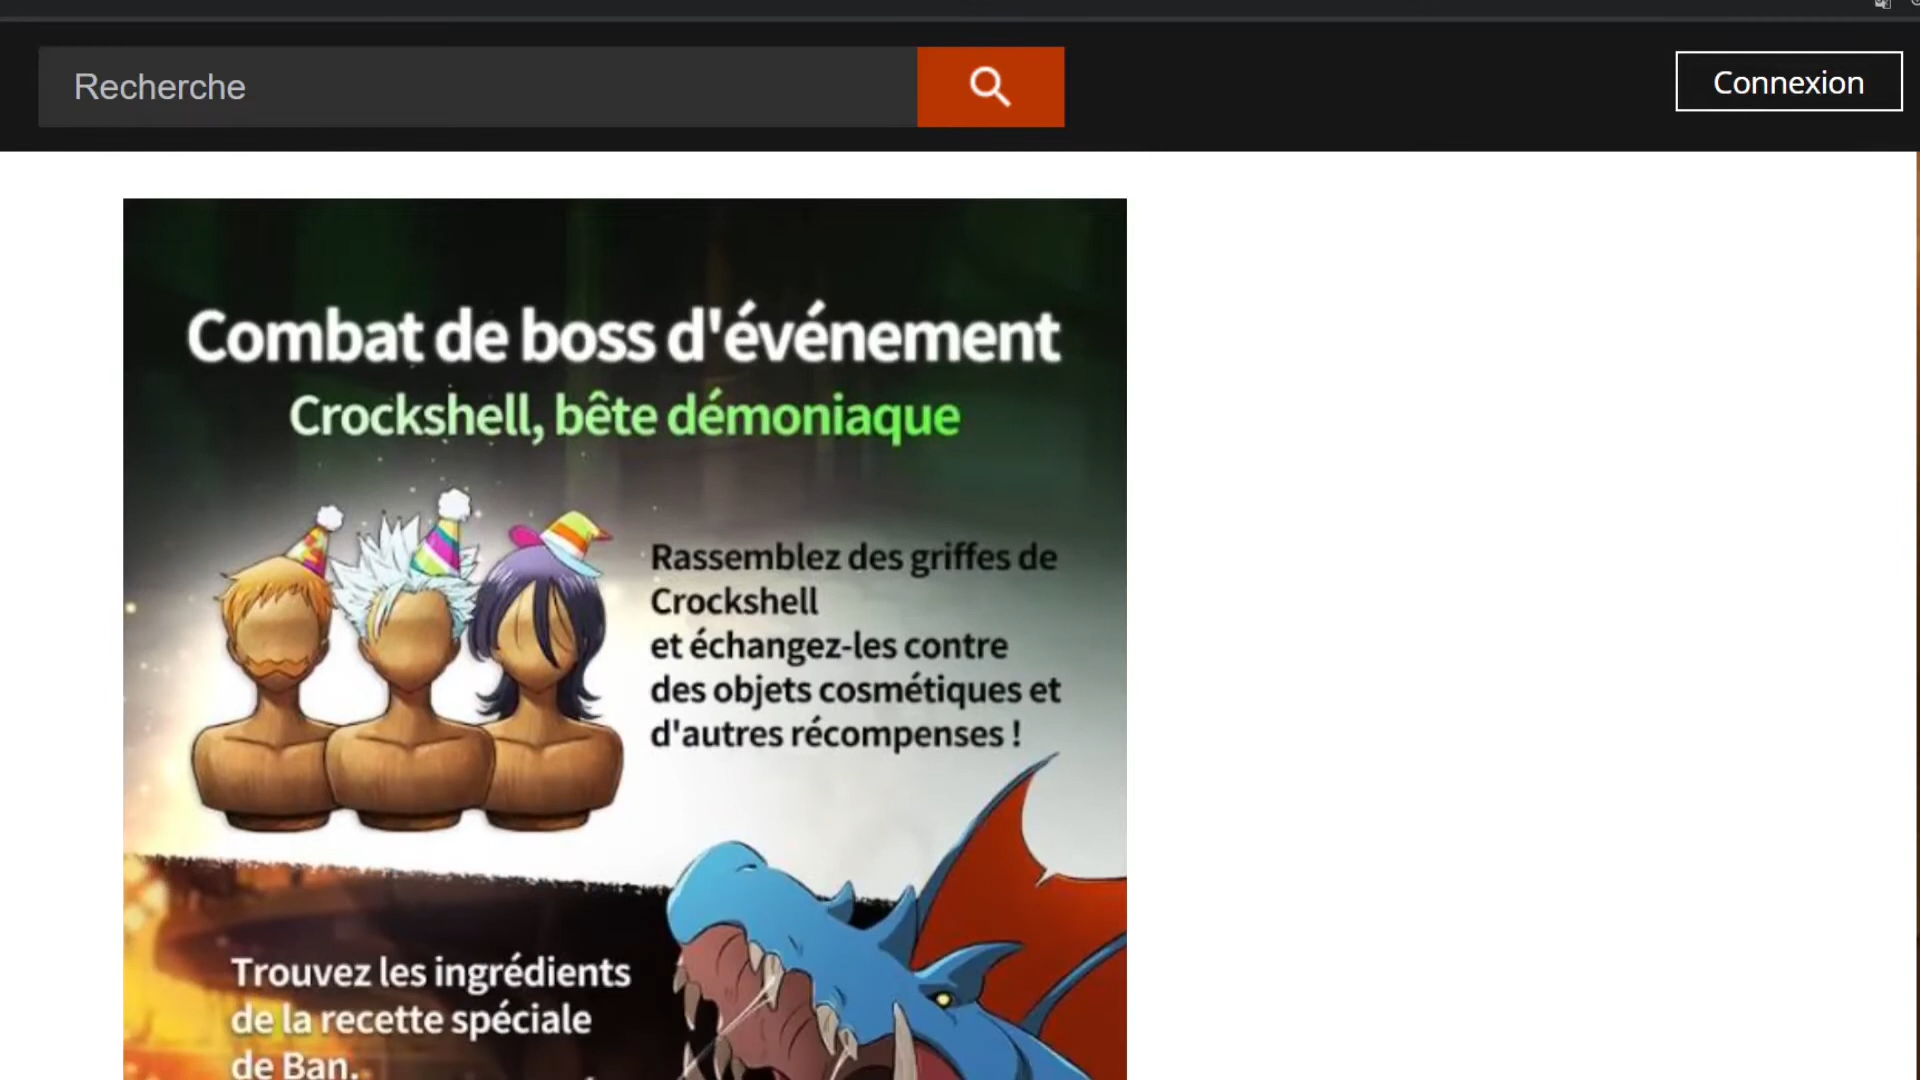 Recherche
Connexion
Combat de boss d'événement
Crockshell, bête démoniaque
Rassemblez des griffes de
Crockshell
et échangez-les contre
des objets cosmétiques et
d'autres récompenses !
Trouvez les ingrédients
de la recette spéciale
de Ban.